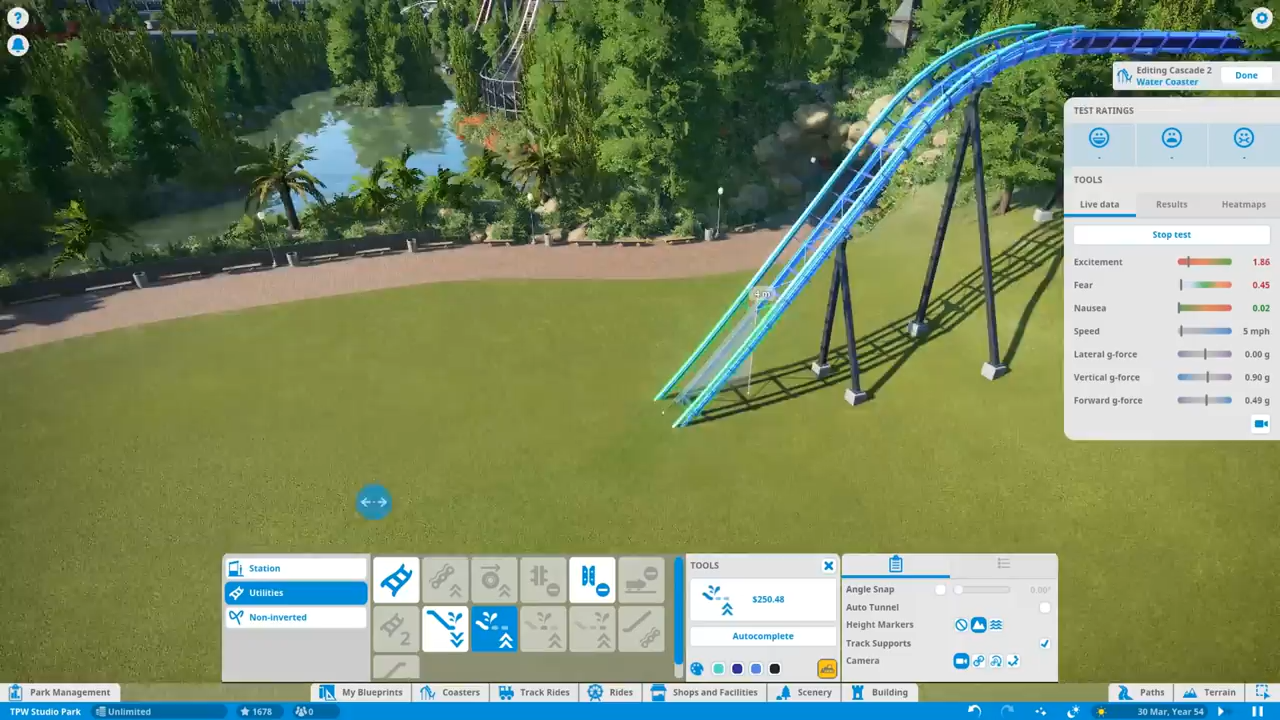 ?
Editing Cascade 2
Water Coaster
Done
TEST RATINGS
- - -
TOOLS
Live data Results Heatmaps
Stop test
Excitement 1.86
Fear 0.45
Nausea 0.02
Speed 5 mph
Lateral g-force 0.00 g
Vertical g-force 0.90 g
Forward g-force 0.49 g
4 m
Station
Utilities
Non-inverted
2
TOOLS
$250.48
Autocomplete
Angle Snap 0.00°
Auto Tunnel
Height Markers
Track Supports
Camera
Park Management My Blueprints Coasters Track Rides Rides Shops and Facilities Scenery Building Paths Terrain
TPW Studio Park Unlimited 1678 0 30 Mar, Year 54